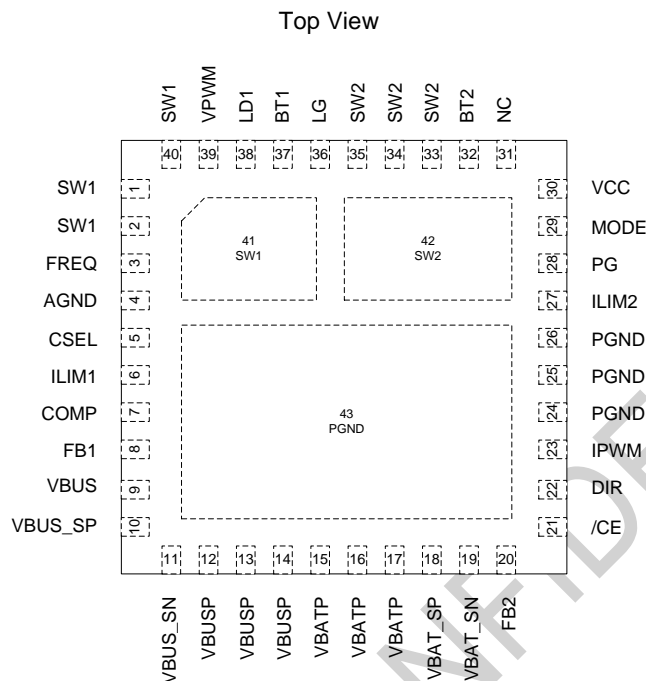 Top View
SW1
VPWM
LD1
BT1
LG
SW2
SW2
SW2
BT2
NC
40
39
38
37
36
35
34
33
32
31
SW1 1
SW1 2
FREQ 3
AGND 4
CSEL 5
ILIM1 6
COMP 7
FB1 8
VBUS 9
VBUS_SP 10
41
SW1
42
SW2
43
PGND
30 VCC
29 MODE
28 PG
27 ILIM2
26 PGND
25 PGND
24 PGND
23 IPWM
22 DIR
21 /CE
11
12
13
14
15
16
17
18
19
20
VBUS_SN
VBUSP
VBUSP
VBUSP
VBATP
VBATP
VBATP
VBAT_SP
VBAT_SN
FB2